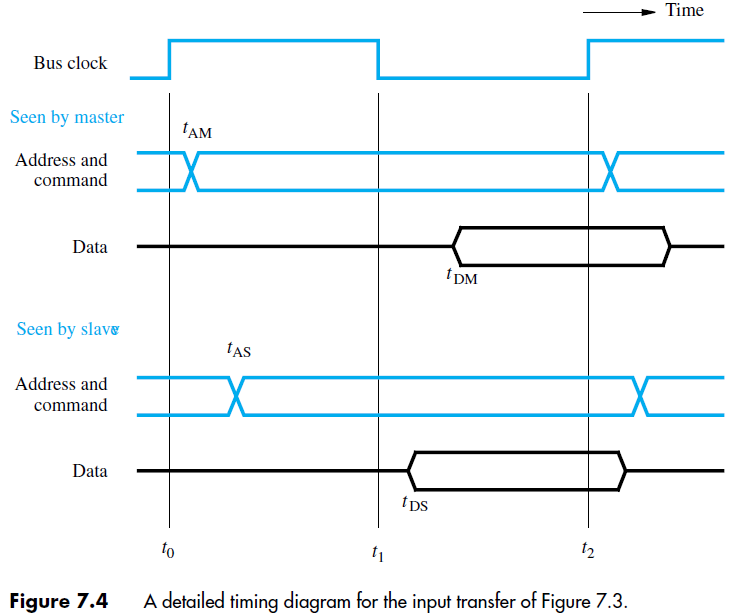 Time
Bus clock
Seen by master
tAM
Address and
command
Data
tDM
Seen by slave
tAS
Address and
command
Data
tDS
t0
t1
t2
Figure 7.4 A detailed timing diagram for the input transfer of Figure 7.3.